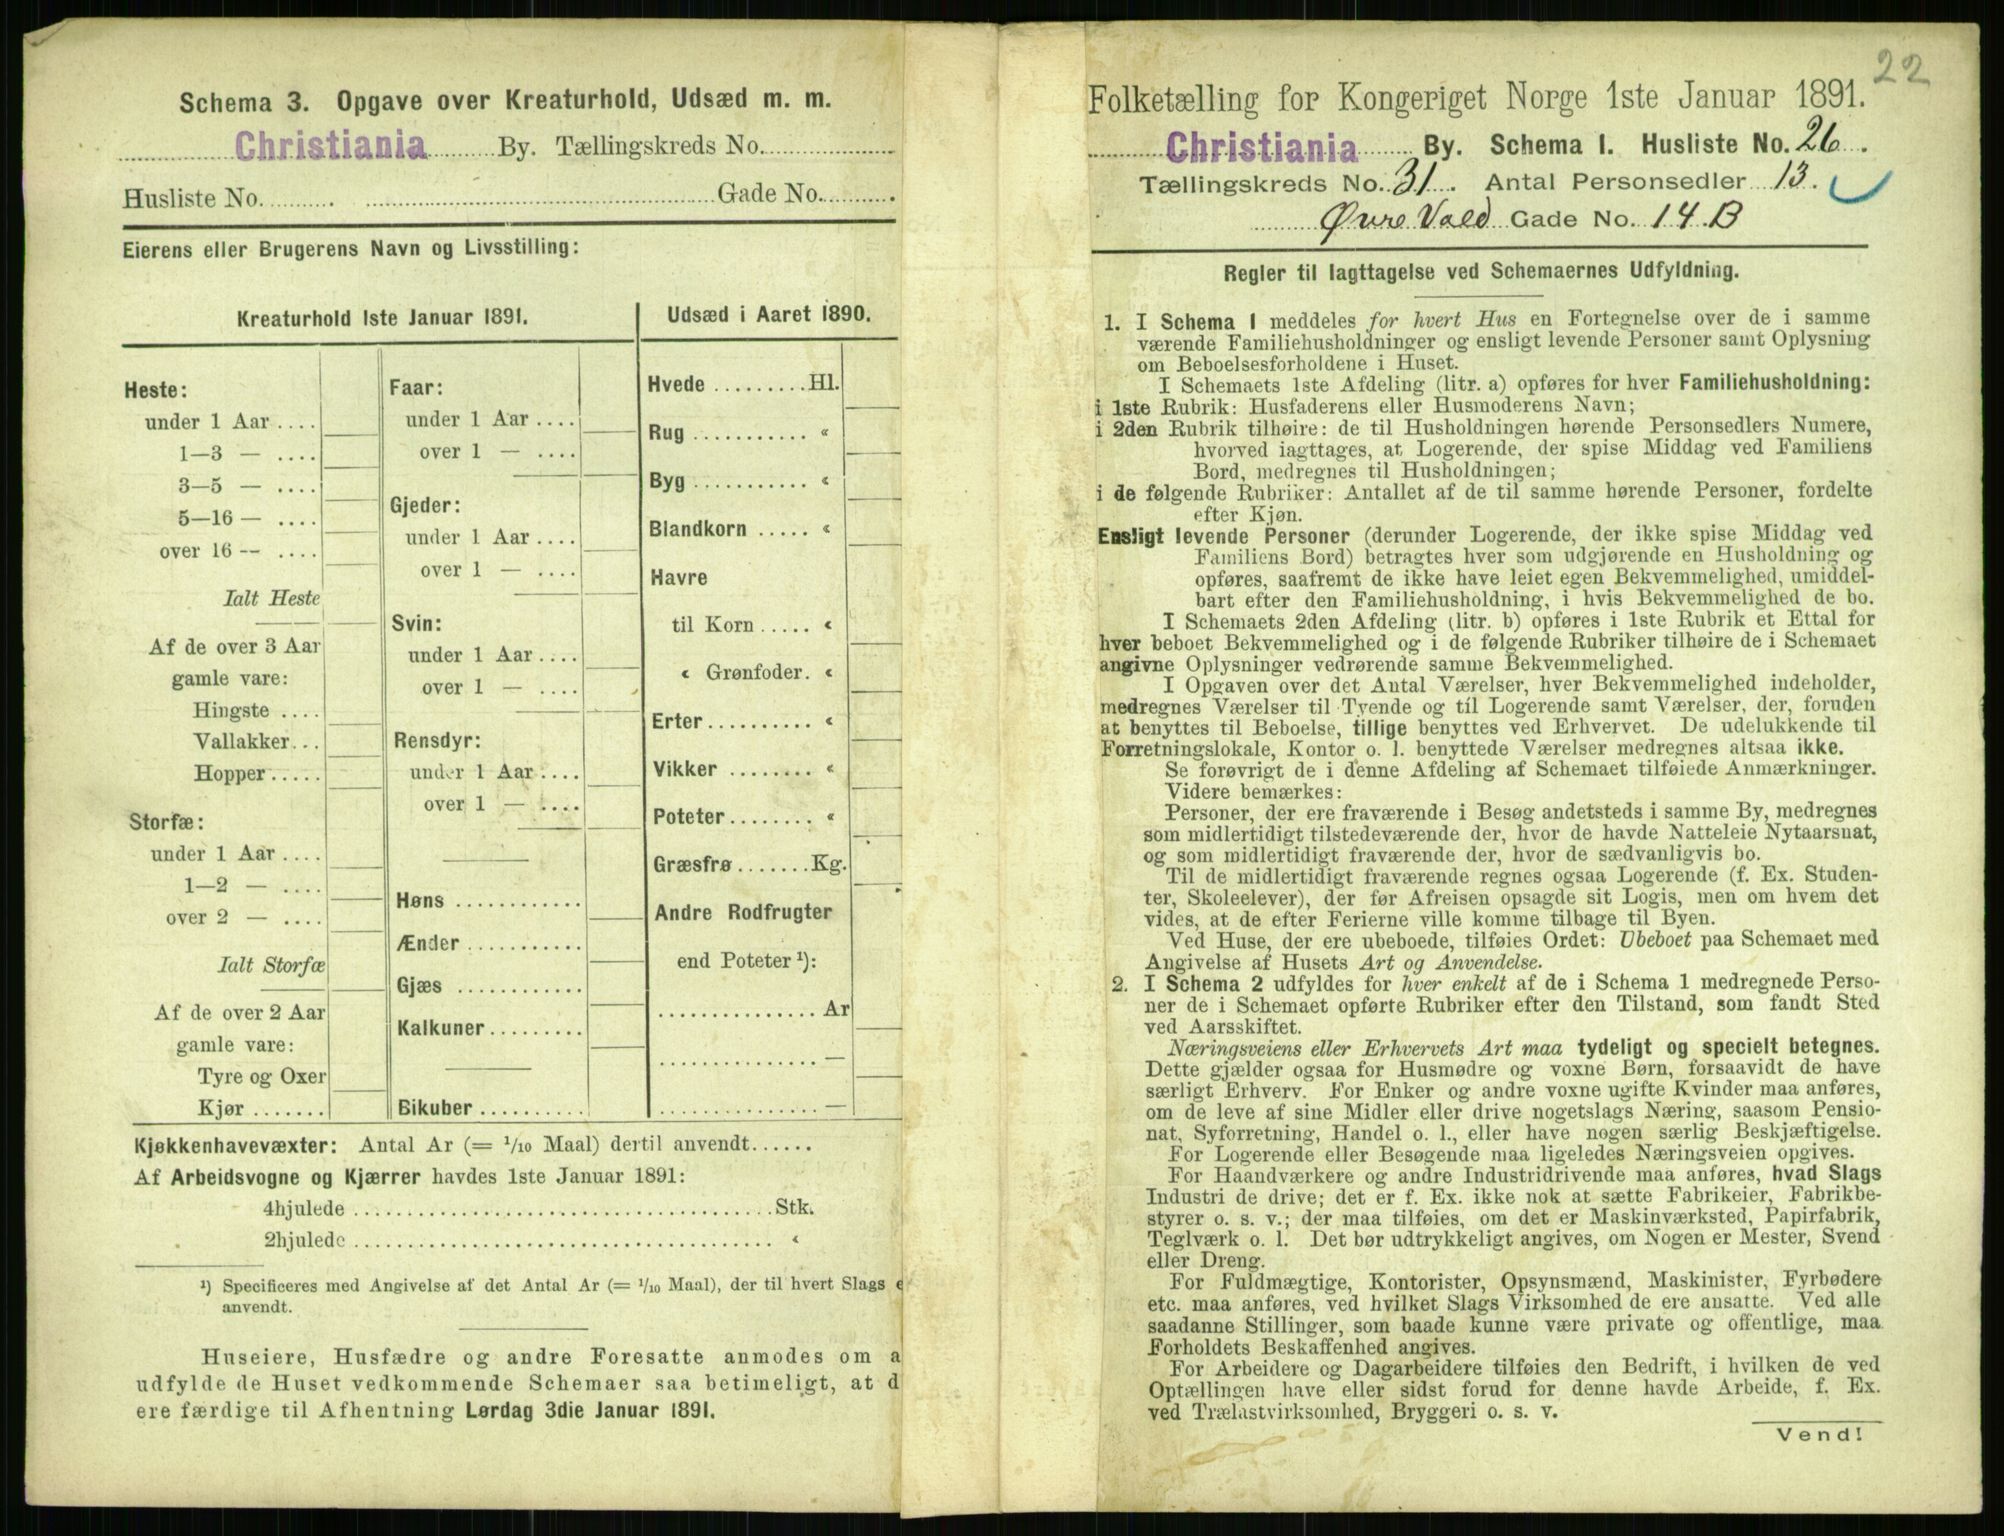 Schema 3. Opgave over Kreaturhold, Udsæd m. m.
Christiania By. Tællingskreds No.
Husliste No. Gade No.
Eierens eller Brugerens Navn og Livsstilling:
Kreaturhold 1ste Januar 1891.
Heste:
under 1 Aar ....
1—3 — ....
3—5 — ....
5—16 — ....
over 16 — ....
Ialt Heste
Af de over 3 Aar
gamle vare:
Hingste ....
Vallakker...
Hopper.....
Storfæ:
under 1 Aar ....
1—2 — ....
over 2 — ....
Ialt Storfæ
Af de over 2 Aar
gamle vare:
Tyre og Oxer
Kjør .......
Faar:
under 1 Aar ....
over 1 — ....
Gjeder:
under 1 Aar ....
over 1 — ....
Svin:
under 1 Aar ....
over 1 — ....
Rensdyr:
under 1 Aar ....
over 1 — ....
Høns ............
Ænder ...........
Gjæs ............
Kalkuner.........
Bikuber ..........
Udsæd i Aaret 1890.
Hvede .........Hl.
Rug ........... «
Byg ........... «
Blandkorn ..... «
Havre
til Korn ..... «
« Grønfoder. «
Erter.......... «
Vikker ........ «
Poteter........ «
Græsfrø .......Kg.
Andre Rodfrugter
end Poteter ¹):
............... Ar
............... —
............... —
Kjøkkenhavevæxter: Antal Ar (= 1/10 Maal) dertil anvendt......
Af Arbeidsvogne og Kjærrer havdes 1ste Januar 1891:
4hjulede ....................................Stk.
2hjulede .................................... «
¹) Specificeres med Angivelse af det Antal Ar (= 1/10 Maal), der til hvert Slags e
anvendt.
Huseiere, Husfædre og andre Foresatte anmodes om a
udfylde de Huset vedkommende Schemaer saa betimeligt, at d
ere færdige til Afhentning Lørdag 3die Januar 1891.
22
Folketælling for Kongeriget Norge 1ste Januar 1891.
Christiania By. Schema I. Husliste No. 26.
Tællingskreds No. 31. Antal Personsedler 13.
Øvre Vold Gade No. 14.B
Regler til Iagttagelse ved Schemaernes Udfyldning.
1. I Schema 1 meddeles for hvert Hus en Fortegnelse over de i samme
værende Familiehusholdninger og ensligt levende Personer samt Oplysning
om Beboelsesforholdene i Huset.
I Schemaets 1ste Afdeling (litr. a) opføres for hver Familiehusholdning:
i 1ste Rubrik: Husfaderens eller Husmoderens Navn;
i 2den Rubrik tilhøire: de til Husholdningen hørende Personsedlers Numere,
hvorved iagttages, at Logerende, der spise Middag ved Familiens
Bord, medregnes til Husholdningen;
i de følgende Rubriker: Antallet af de til samme hørende Personer, fordelte
efter Kjøn.
Ensligt levende Personer (derunder Logerende, der ikke spise Middag ved
Familiens Bord) betragtes hver som udgjørende en Husholdning og
opføres, saafremt de ikke have leiet egen Bekvemmelighed, umiddel-
bart efter den Familiehusholdning, i hvis Bekvemmelighed de bo.
I Schemaets 2den Afdeling (litr. b) opføres i 1ste Rubrik et Ettal for
hver beboet Bekvemmelighed og i de følgende Rubriker tilhøire de i Schemaet
angivne Oplysninger vedrørende samme Bekvemmelighed.
I Opgaven over det Antal Værelser, hver Bekvemmelighed indeholder,
medregnes Værelser til Tyende og til Logerende samt Værelser, der, foruden
at benyttes til Beboelse, tillige benyttes ved Erhvervet. De udelukkende til
Forretningslokale, Kontor o. l. benyttede Værelser medregnes altsaa ikke.
Se forøvrigt de i denne Afdeling af Schemaet tilføiede Anmærkninger.
Videre bemærkes:
Personer, der ere fraværende i Besøg andetsteds i samme By, medregnes
som midlertidigt tilstedeværende der, hvor de havde Natteleie Nytaarsnat,
og som midlertidigt fraværende der, hvor de sædvanligvis bo.
Til de midlertidigt fraværende regnes ogsaa Logerende (f. Ex. Studen-
ter, Skoleelever), der før Afreisen opsagde sit Logis, men om hvem det
vides, at de efter Ferierne ville komme tilbage til Byen.
Ved Huse, der ere ubeboede, tilføies Ordet: Ubeboet paa Schemaet med
Angivelse af Husets Art og Anvendelse.
2. I Schema 2 udfyldes for hver enkelt af de i Schema 1 medregnede Perso-
ner de i Schemaet opførte Rubriker efter den Tilstand, som fandt Sted
ved Aarsskiftet.
Næringsveiens eller Erhvervets Art maa tydeligt og specielt betegnes.
Dette gjælder ogsaa for Husmødre og voxne Børn, forsaavidt de have
særligt Erhverv. For Enker og andre voxne ugifte Kvinder maa anføres,
om de leve af sine Midler eller drive nogetslags Næring, saasom Pensio-
nat, Syforretning, Handel o. l., eller have nogen særlig Beskjæftigelse.
For Logerende eller Besøgende maa ligeledes Næringsveien opgives.
For Haandværkere og andre Industridrivende maa anføres, hvad Slags
Industri de drive; det er f. Ex. ikke nok at sætte Fabrikeier, Fabrikbe-
styrer o. s. v.; der maa tilføies, om det er Maskinværksted, Papirfabrik,
Teglværk o. l. Det bør udtrykkeligt angives, om Nogen er Mester, Svend
eller Dreng.
For Fuldmægtige, Kontorister, Opsynsmænd, Maskinister, Fyrbødere
etc. maa anføres, ved hvilket Slags Virksomhed de ere ansatte. Ved alle
saadanne Stillinger, som baade kunne være private og offentlige, maa
Forholdets Beskaffenhed angives.
For Arbeidere og Dagarbeidere tilføies den Bedrift, i hvilken de ved
Optællingen have eller sidst forud for denne havde Arbeide, f. Ex.
ved Trælastvirksomhed, Bryggeri o. s. v.
Vend!